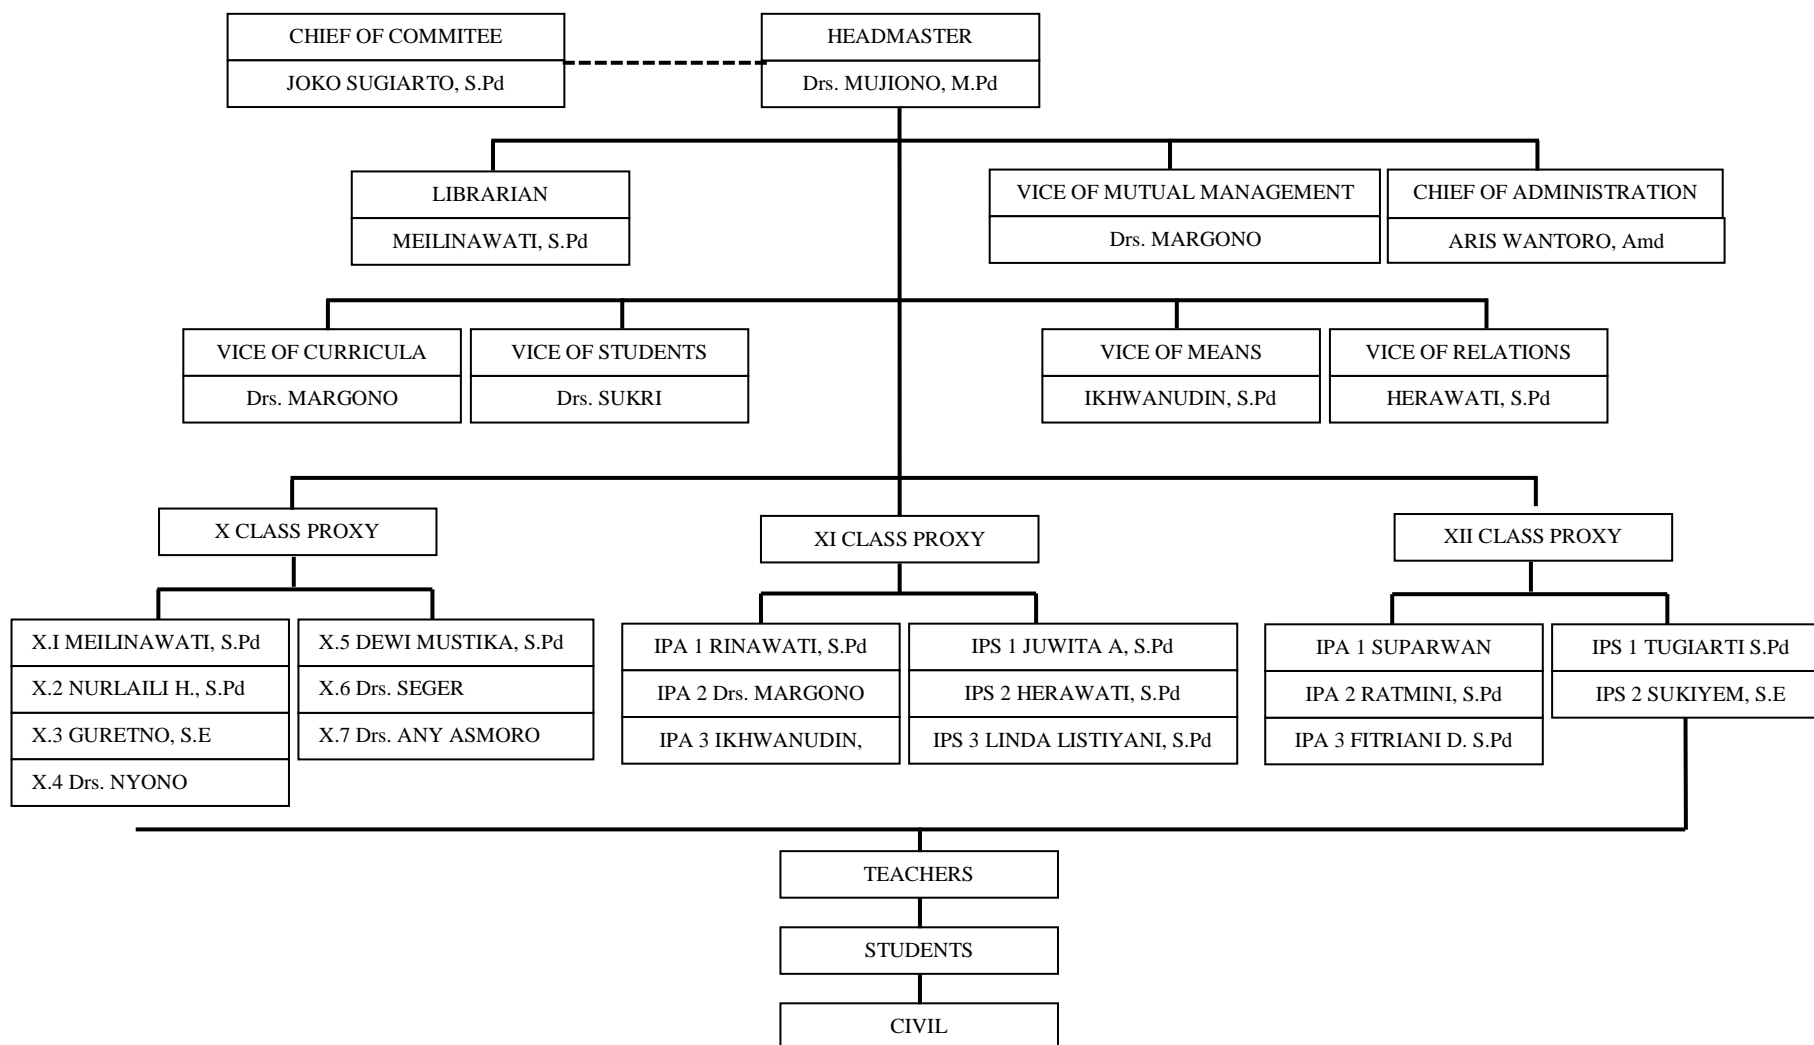 CHIEF OF COMMITEE
JOKO SUGIARTO, S.Pd
HEADMASTER
Drs. MUJIONO, M.Pd
LIBRARIAN
MEILINAWATI, S.Pd
VICE OF MUTUAL MANAGEMENT
Drs. MARGONO
CHIEF OF ADMINISTRATION
ARIS WANTORO, Amd
VICE OF CURRICULA
Drs. MARGONO
VICE OF STUDENTS
Drs. SUKRI
VICE OF MEANS
IKHWANUDIN, S.Pd
VICE OF RELATIONS
HERAWATI, S.Pd
X CLASS PROXY
X.I MEILINAWATI, S.Pd
X.2 NURLAILI H., S.Pd
X.3 GURETNO, S.E
X.4 Drs. NYONO
X.5 DEWI MUSTIKA, S.Pd
X.6 Drs. SEGER
X.7 Drs. ANY ASMORO
XI CLASS PROXY
IPA 1 RINAWATI, S.Pd
IPA 2 Drs. MARGONO
IPA 3 IKHWANUDIN,
IPS 1 JUWITA A, S.Pd
IPS 2 HERAWATI, S.Pd
IPS 3 LINDA LISTIYANI, S.Pd
XII CLASS PROXY
IPA 1 SUPARWAN
IPA 2 RATMINI, S.Pd
IPA 3 FITRIANI D. S.Pd
IPS 1 TUGIARTI S.Pd
IPS 2 SUKIYEM, S.E
TEACHERS
STUDENTS
CIVIL